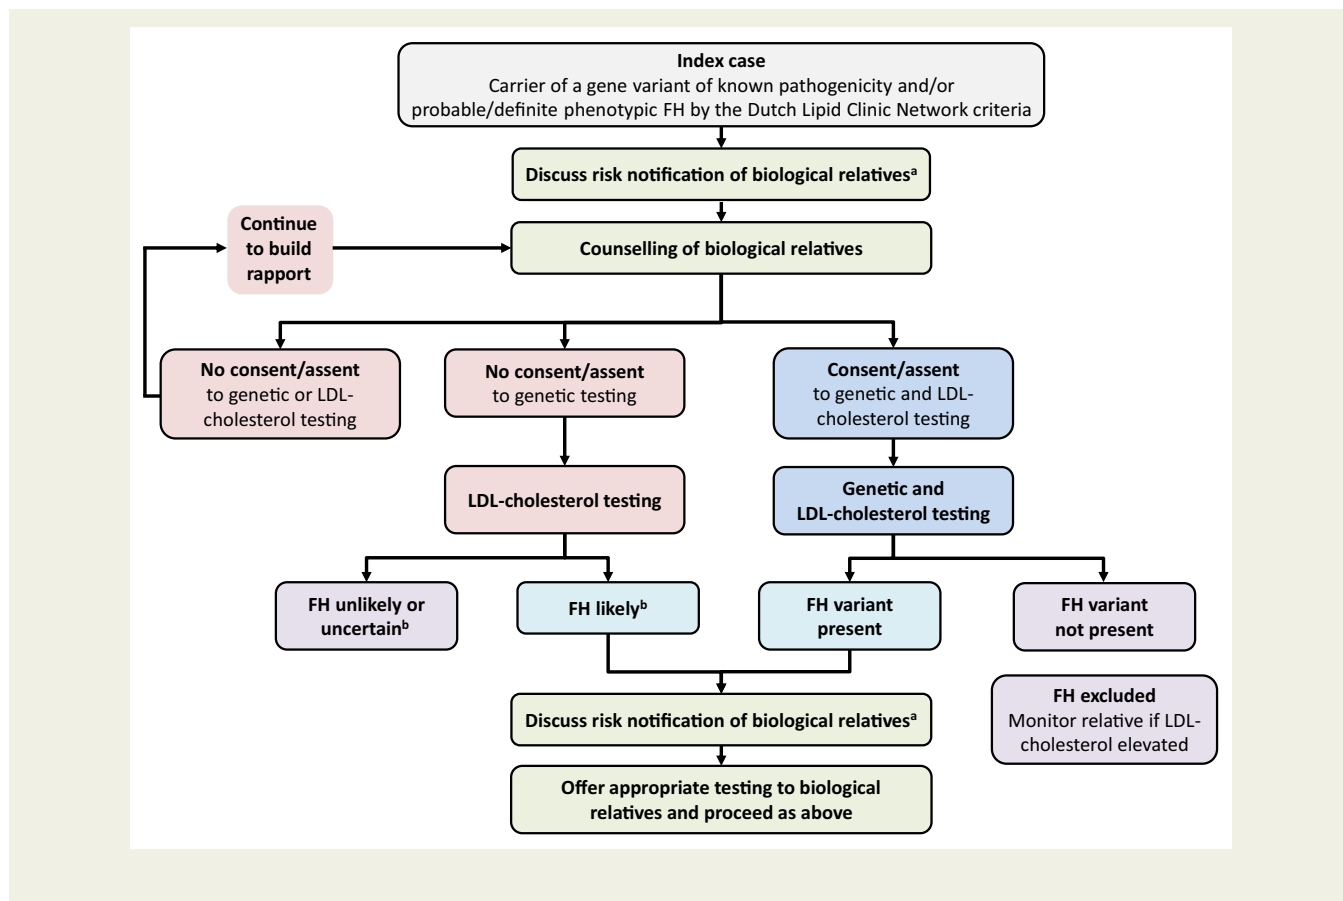 Index case
Carrier of a gene variant of known pathogenicity and/or
probable/definite phenotypic FH by the Dutch Lipid Clinic Network criteria
Discuss risk notification of biological relativesᵃ
Continue
to build
rapport
Counselling of biological relatives
No consent/assent
to genetic or LDL-
cholesterol testing
No consent/assent
to genetic testing
Consent/assent
to genetic and LDL-
cholesterol testing
LDL-cholesterol testing
Genetic and
LDL-cholesterol testing
FH unlikely or
uncertainᵇ
FH likelyᵇ
FH variant
present
FH variant
not present
FH excluded
Monitor relative if LDL-
cholesterol elevated
Discuss risk notification of biological relativesᵃ
Offer appropriate testing to biological
relatives and proceed as above